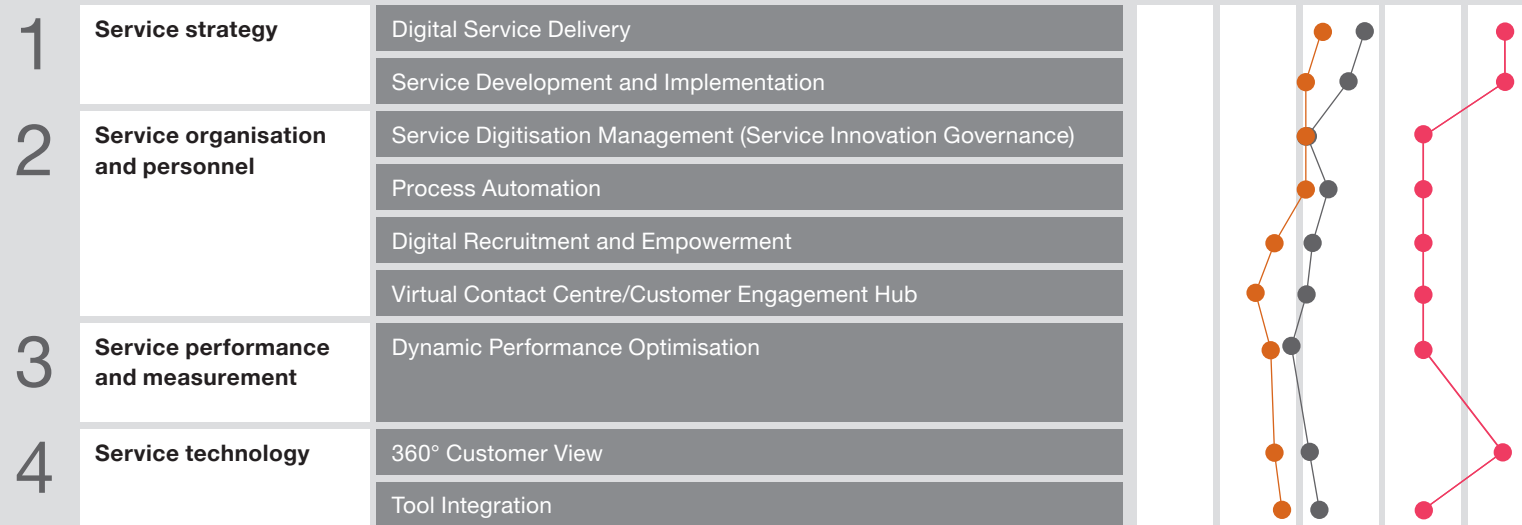 1
Service strategy
Digital Service Delivery
Service Development and Implementation
2
Service organisation
and personnel
Service Digitisation Management (Service Innovation Governance)
Process Automation
Digital Recruitment and Empowerment
Virtual Contact Centre/Customer Engagement Hub
3
Service performance
and measurement
Dynamic Performance Optimisation
4
Service technology
360° Customer View
Tool Integration